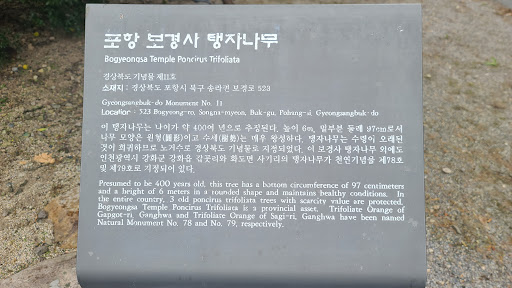 포항 보경사 탱자나무
Bogyeongsa Temple Poncirus Trifoliata
경상북도 기념물 제11호
소재지 : 경상북도 포항시 북구 송라면 보경로 523
Gyeongsangbuk-do Monument No. 11
Location : 523 Bogyeong-ro, Songna-myeon, Buk-gu, Pohang-si, Gyeongsangbuk-do
이 탱자나무는 나이가 약 400여 년으로 추정된다. 높이 6m, 밑부분 둘레 97cm로서
나무 모양은 원형(圓形)이고 수세(樹勢)는 매우 왕성하다. 탱자나무는 수령이 오래된
것이 희귀하므로 노거수로 경상북도 기념물로 지정되었다. 이 보경사 탱자나무 외에도
인천광역시 강화군 강화읍 갑곳리와 화도면 사기리의 탱자나무가 천연기념물 제78호
및 제79호로 지정되어 있다.
Presumed to be 400 years old, this tree has a bottom circumference of 97 centimeters
and a height of 6 meters in a rounded shape and maintains healthy conditions. In
the entire country, 3 old poncirus trifoliata trees with scarcity value are protected.
Bogyeongsa Temple Poncirus Trifoliata is a provincial asset. Trifoliate Orange of
Gapgot-ri, Ganghwa and Trifoliate Orange of Sagi-ri, Ganghwa have been named
Natural Monument No. 78 and No. 79, respectively.